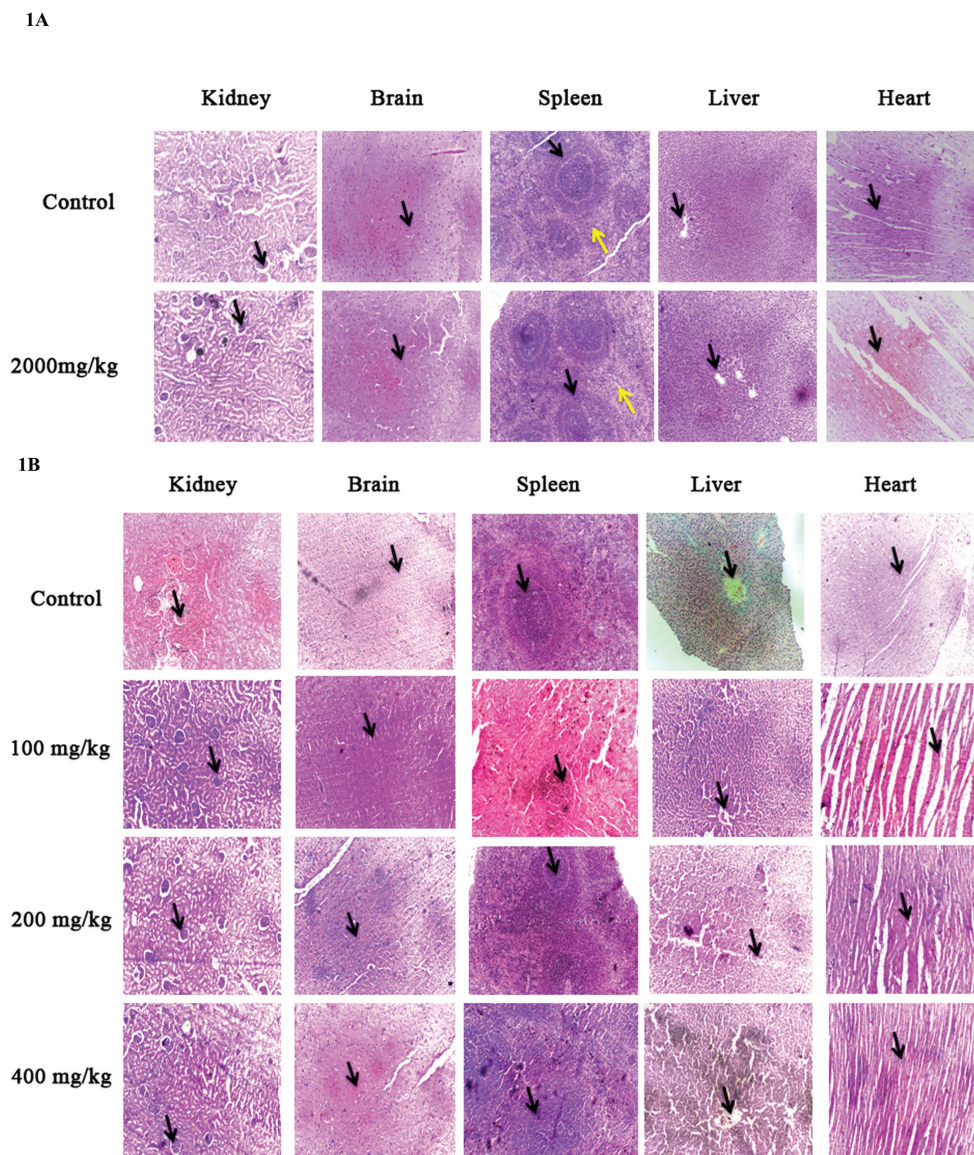 1A
Kidney Brain Spleen Liver Heart
Control
2000mg/kg
1B
Kidney Brain Spleen Liver Heart
Control
100 mg/kg
200 mg/kg
400 mg/kg